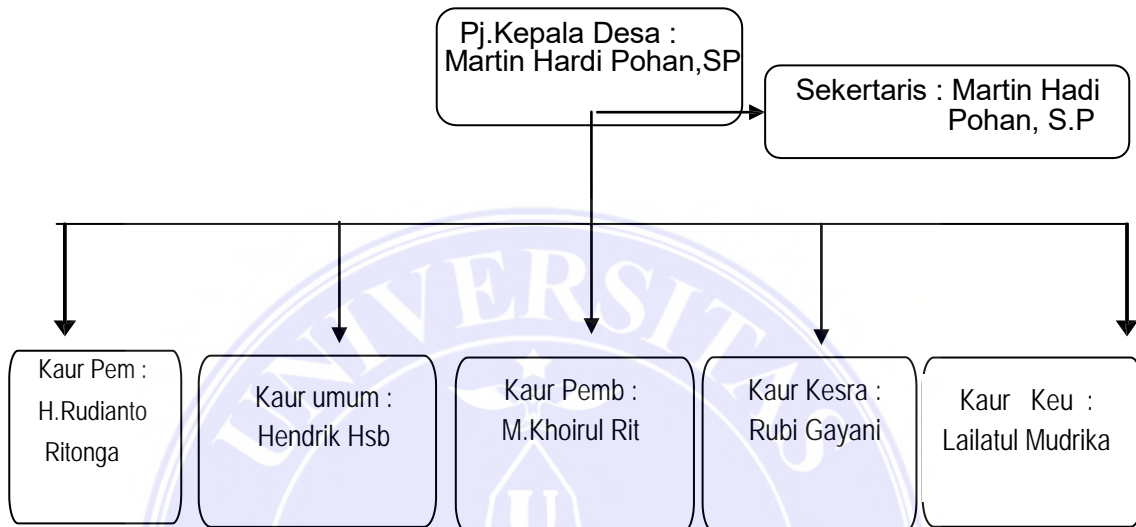 Pj.Kepala Desa :
Martin Hardi Pohan,SP
Sekertaris : Martin Hadi
Pohan, S.P
Kaur Pem :
H.Rudianto
Ritonga
Kaur umum :
Hendrik Hsb
Kaur Pemb :
M.Khoirul Rit
Kaur Kesra :
Rubi Gayani
Kaur Keu :
Lailatul Mudrika
UNIVERSITAS
U